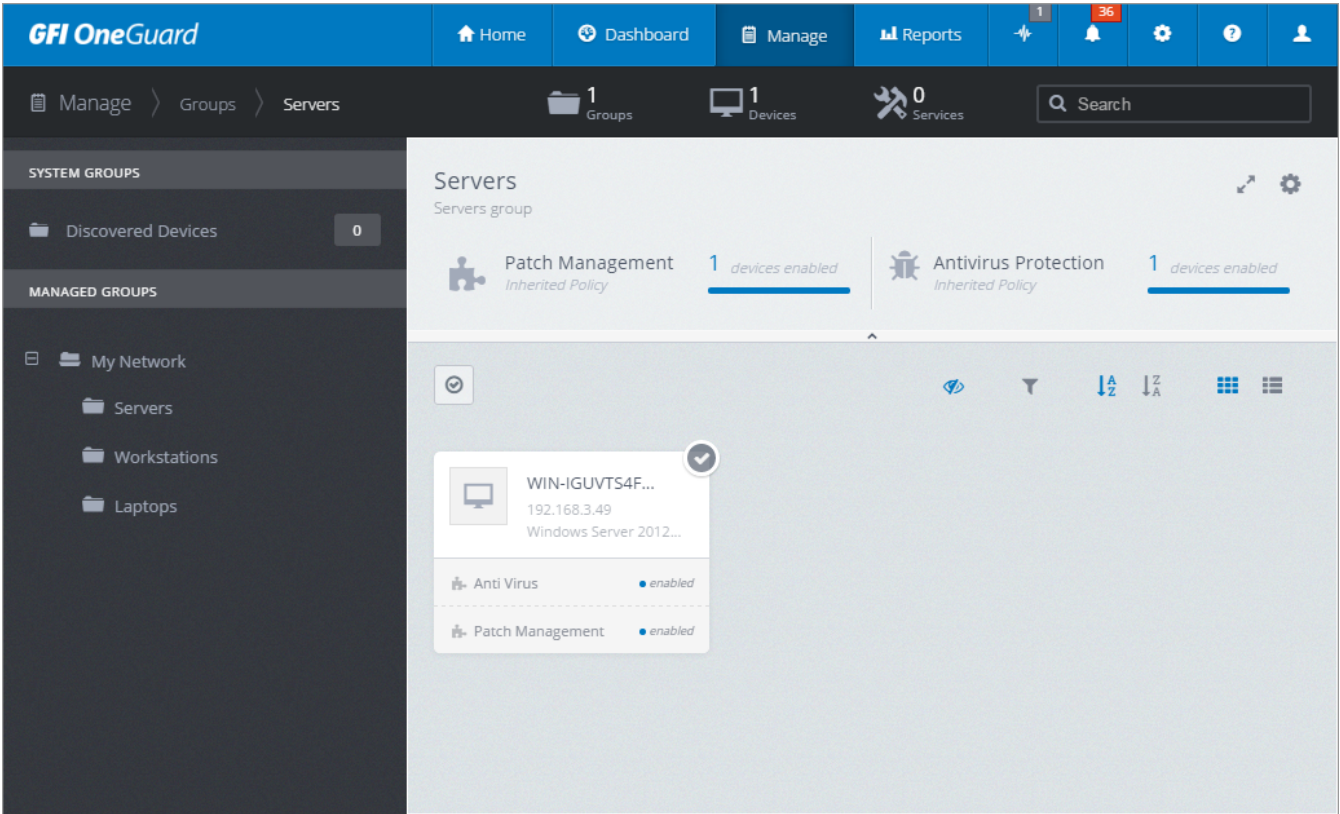 GFI OneGuard
Home
Dashboard
Manage
Reports
1
36
?
Manage
Groups
Servers
1
Groups
1
Devices
0
Services
Search
SYSTEM GROUPS
Discovered Devices
0
MANAGED GROUPS
My Network
Servers
Workstations
Laptops
Servers
Servers group
Patch Management
Inherited Policy
1 devices enabled
Antivirus Protection
Inherited Policy
1 devices enabled
A
Z
Z
A
WIN-IGUVTS4F...
192.168.3.49
Windows Server 2012...
Anti Virus
enabled
Patch Management
enabled